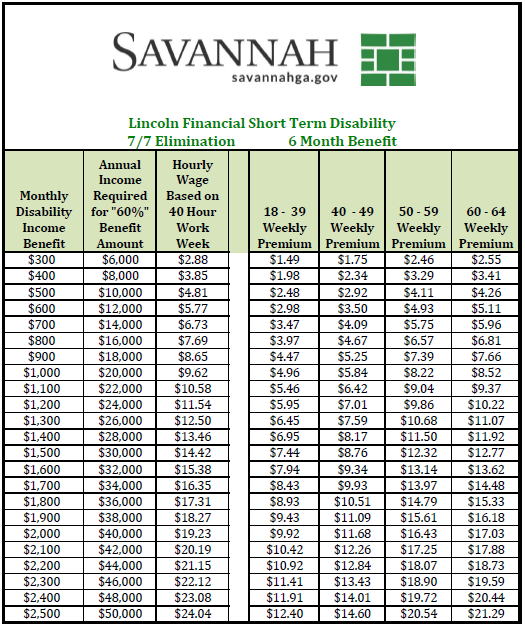 SAVANNAH
savannahga.gov
Lincoln Financial Short Term Disability
7/7 Elimination 6 Month Benefit
Monthly Disability Income Benefit Annual Income Required for "60%" Benefit Amount Hourly Wage Based on 40 Hour Work Week 18 - 39 Weekly Premium 40 - 49 Weekly Premium 50 - 59 Weekly Premium 60 - 64 Weekly Premium
$300 $6,000 $2.88 $1.49 $1.75 $2.46 $2.55
$400 $8,000 $3.85 $1.98 $2.34 $3.29 $3.41
$500 $10,000 $4.81 $2.48 $2.92 $4.11 $4.26
$600 $12,000 $5.77 $2.98 $3.50 $4.93 $5.11
$700 $14,000 $6.73 $3.47 $4.09 $5.75 $5.96
$800 $16,000 $7.69 $3.97 $4.67 $6.57 $6.81
$900 $18,000 $8.65 $4.47 $5.25 $7.39 $7.66
$1,000 $20,000 $9.62 $4.96 $5.84 $8.22 $8.52
$1,100 $22,000 $10.58 $5.46 $6.42 $9.04 $9.37
$1,200 $24,000 $11.54 $5.95 $7.01 $9.86 $10.22
$1,300 $26,000 $12.50 $6.45 $7.59 $10.68 $11.07
$1,400 $28,000 $13.46 $6.95 $8.17 $11.50 $11.92
$1,500 $30,000 $14.42 $7.44 $8.76 $12.32 $12.77
$1,600 $32,000 $15.38 $7.94 $9.34 $13.14 $13.62
$1,700 $34,000 $16.35 $8.43 $9.93 $13.97 $14.48
$1,800 $36,000 $17.31 $8.93 $10.51 $14.79 $15.33
$1,900 $38,000 $18.27 $9.43 $11.09 $15.61 $16.18
$2,000 $40,000 $19.23 $9.92 $11.68 $16.43 $17.03
$2,100 $42,000 $20.19 $10.42 $12.26 $17.25 $17.88
$2,200 $44,000 $21.15 $10.92 $12.84 $18.07 $18.73
$2,300 $46,000 $22.12 $11.41 $13.43 $18.90 $19.59
$2,400 $48,000 $23.08 $11.91 $14.01 $19.72 $20.44
$2,500 $50,000 $24.04 $12.40 $14.60 $20.54 $21.29